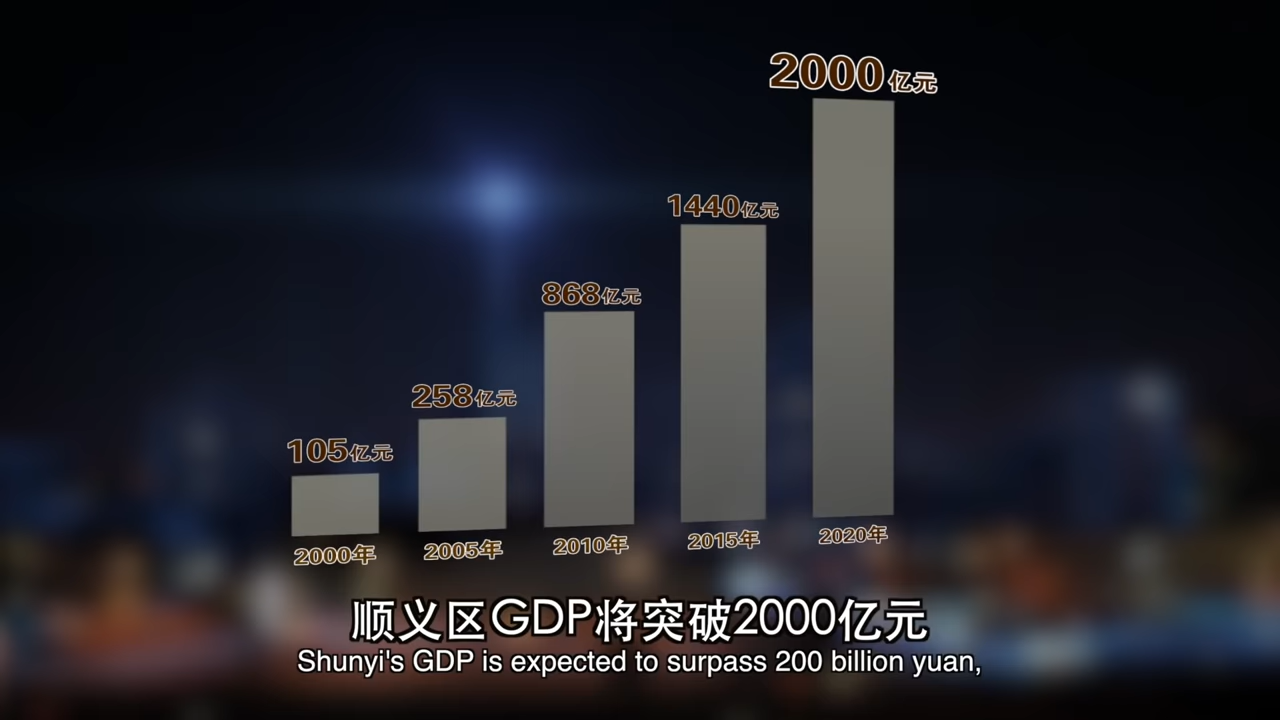 2000亿元
1440亿元
868亿元
258亿元
105亿元
2000年
2005年
2010年
2015年
2020年
顺义区GDP将突破2000亿元
Shunyi's GDP is expected to surpass 200 billion yuan,